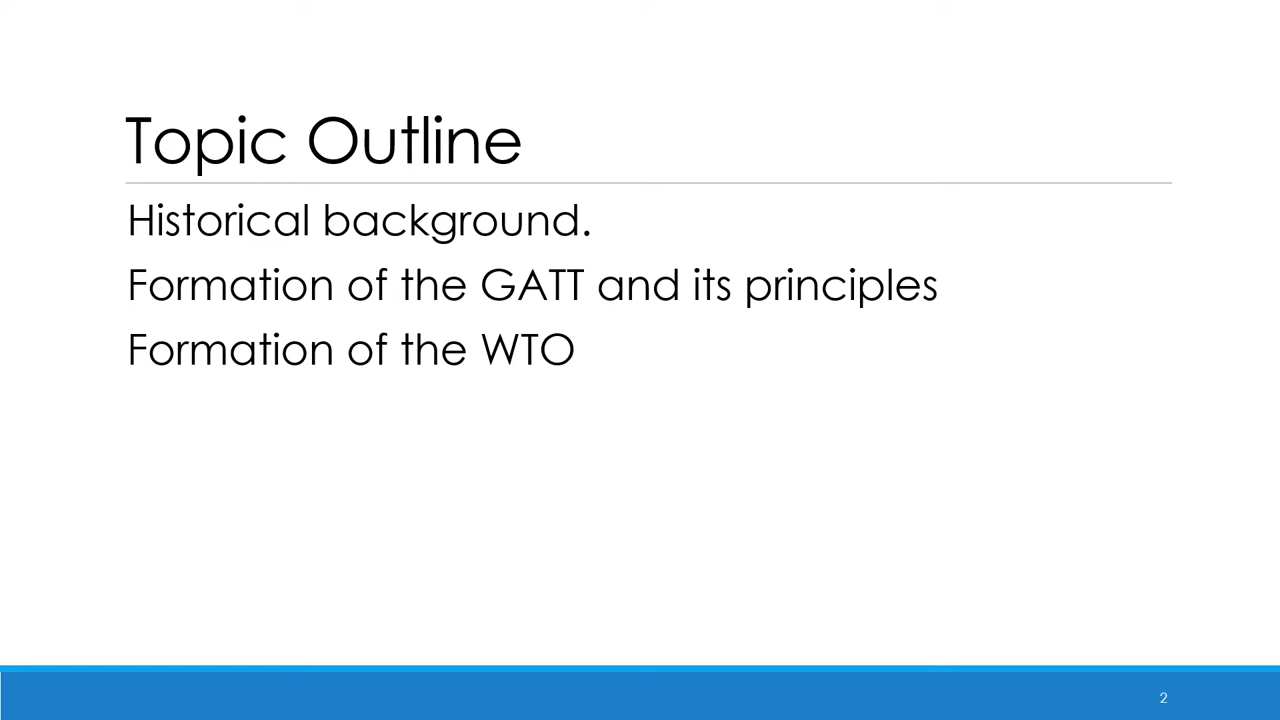 Topic Outline
Historical background.
Formation of the GATT and its principles
Formation of the WTO
2